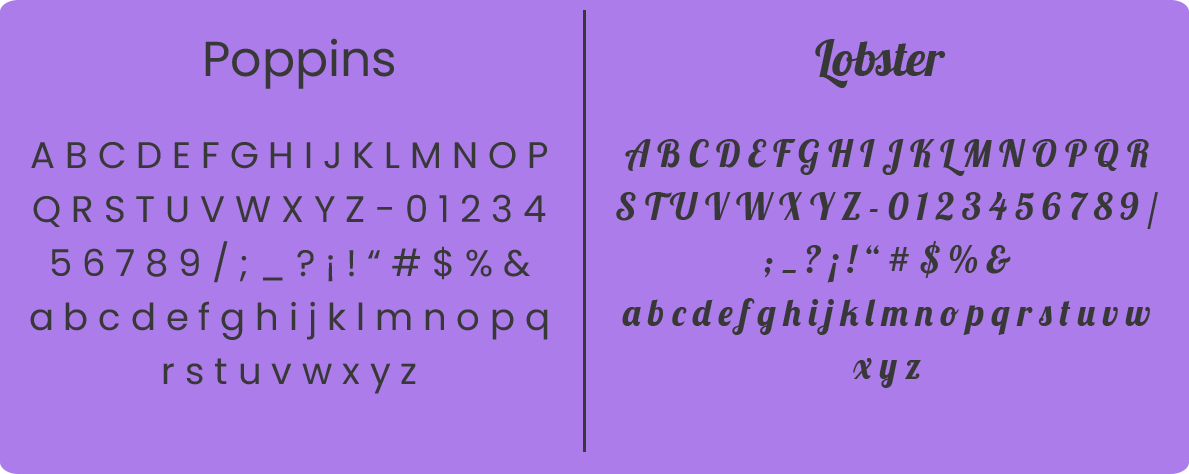 Poppins
A B C D E F G H I J K L M N O P
Q R S T U V W X Y Z - 0 1 2 3 4
5 6 7 8 9 / ; _ ? ¡ ! “ # $ % &
a b c d e f g h i j k l m n o p q
r s t u v w x y z
Lobster
A B C D E F G H I J K L M N O P Q R
S T U V W X Y Z - 0 1 2 3 4 5 6 7 8 9 /
; _ ? ¡ ! “ # $ % &
a b c d e f g h i j k l m n o p q r s t u v w
x y z